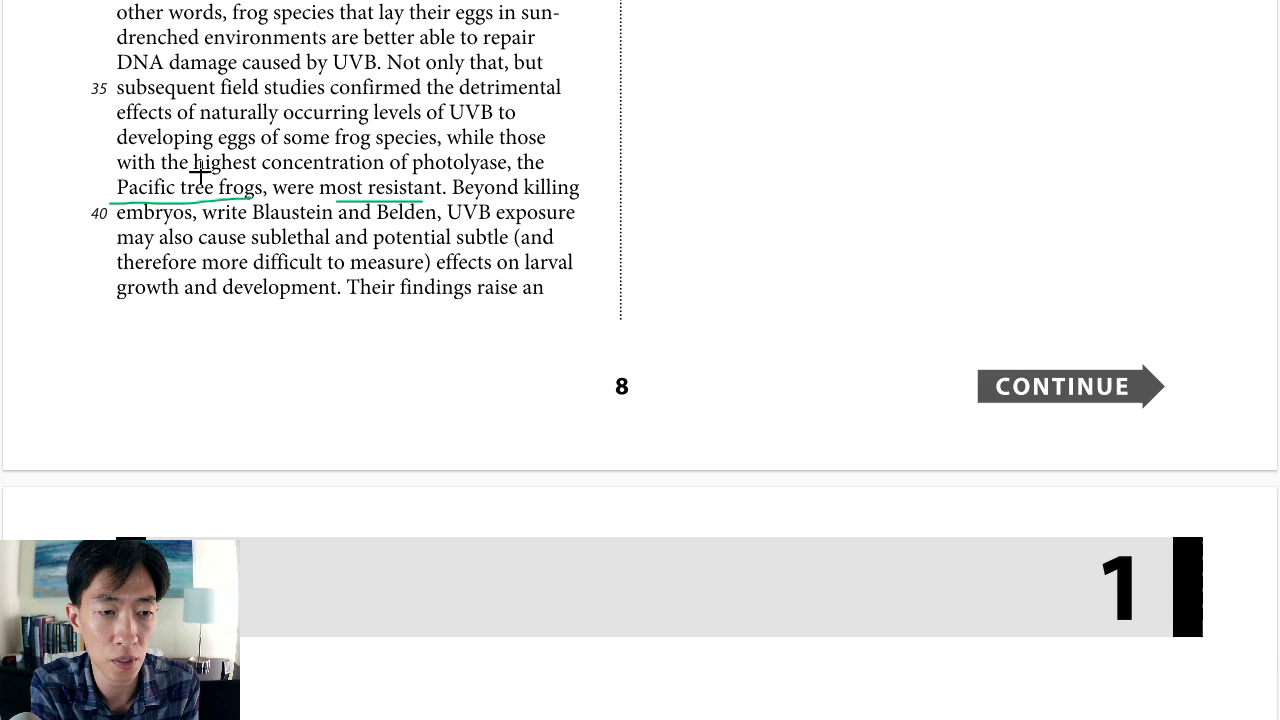 other words, frog species that lay their eggs in sun-
drenched environments are better able to repair
DNA damage caused by UVB. Not only that, but
35 subsequent field studies confirmed the detrimental
effects of naturally occurring levels of UVB to
developing eggs of some frog species, while those
with the highest concentration of photolyase, the
Pacific tree frogs, were most resistant. Beyond killing
40 embryos, write Blaustein and Belden, UVB exposure
may also cause sublethal and potential subtle (and
therefore more difficult to measure) effects on larval
growth and development. Their findings raise an
8
CONTINUE
1